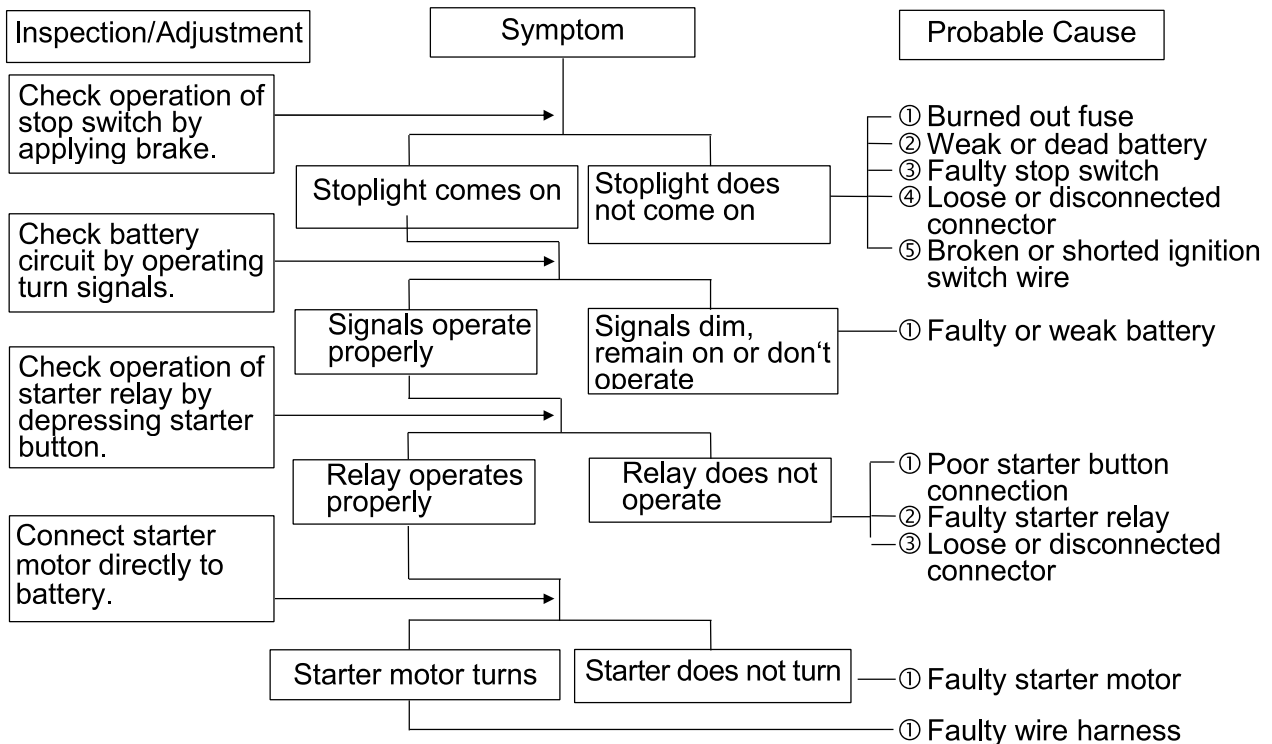 Inspection/Adjustment
Symptom
Probable Cause
Check operation of
stop switch by
applying brake.
Stoplight comes on
Stoplight does
not come on
① Burned out fuse
② Weak or dead battery
③ Faulty stop switch
④ Loose or disconnected
connector
⑤ Broken or shorted ignition
switch wire
Check battery
circuit by operating
turn signals.
Signals operate
properly
Signals dim,
remain on or don‘t
operate
① Faulty or weak battery
Check operation of
starter relay by
depressing starter
button.
Relay operates
properly
Relay does not
operate
① Poor starter button
connection
② Faulty starter relay
③ Loose or disconnected
connector
Connect starter
motor directly to
battery.
Starter motor turns
Starter does not turn
① Faulty starter motor
① Faulty wire harness